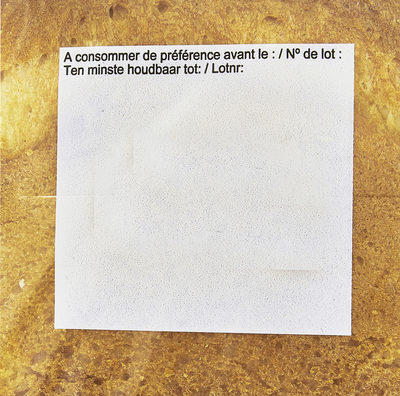 A consommer de préférence avant le : / Nº de lot :
Ten minste houdbaar tot: / Lotnr: